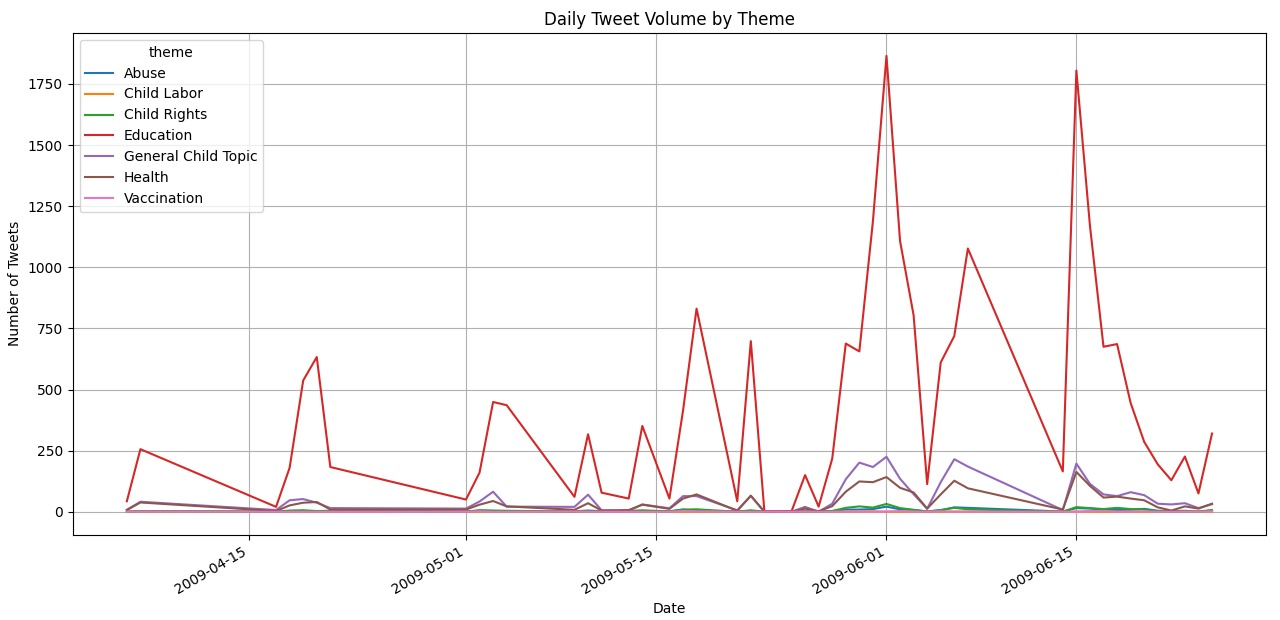 Daily Tweet Volume by Theme
theme
Abuse
Child Labor
Child Rights
Education
General Child Topic
Health
Vaccination
Number of Tweets
1750
1500
1250
1000
750
500
250
0
2009-04-15
2009-05-01
2009-05-15
2009-06-01
2009-06-15
Date